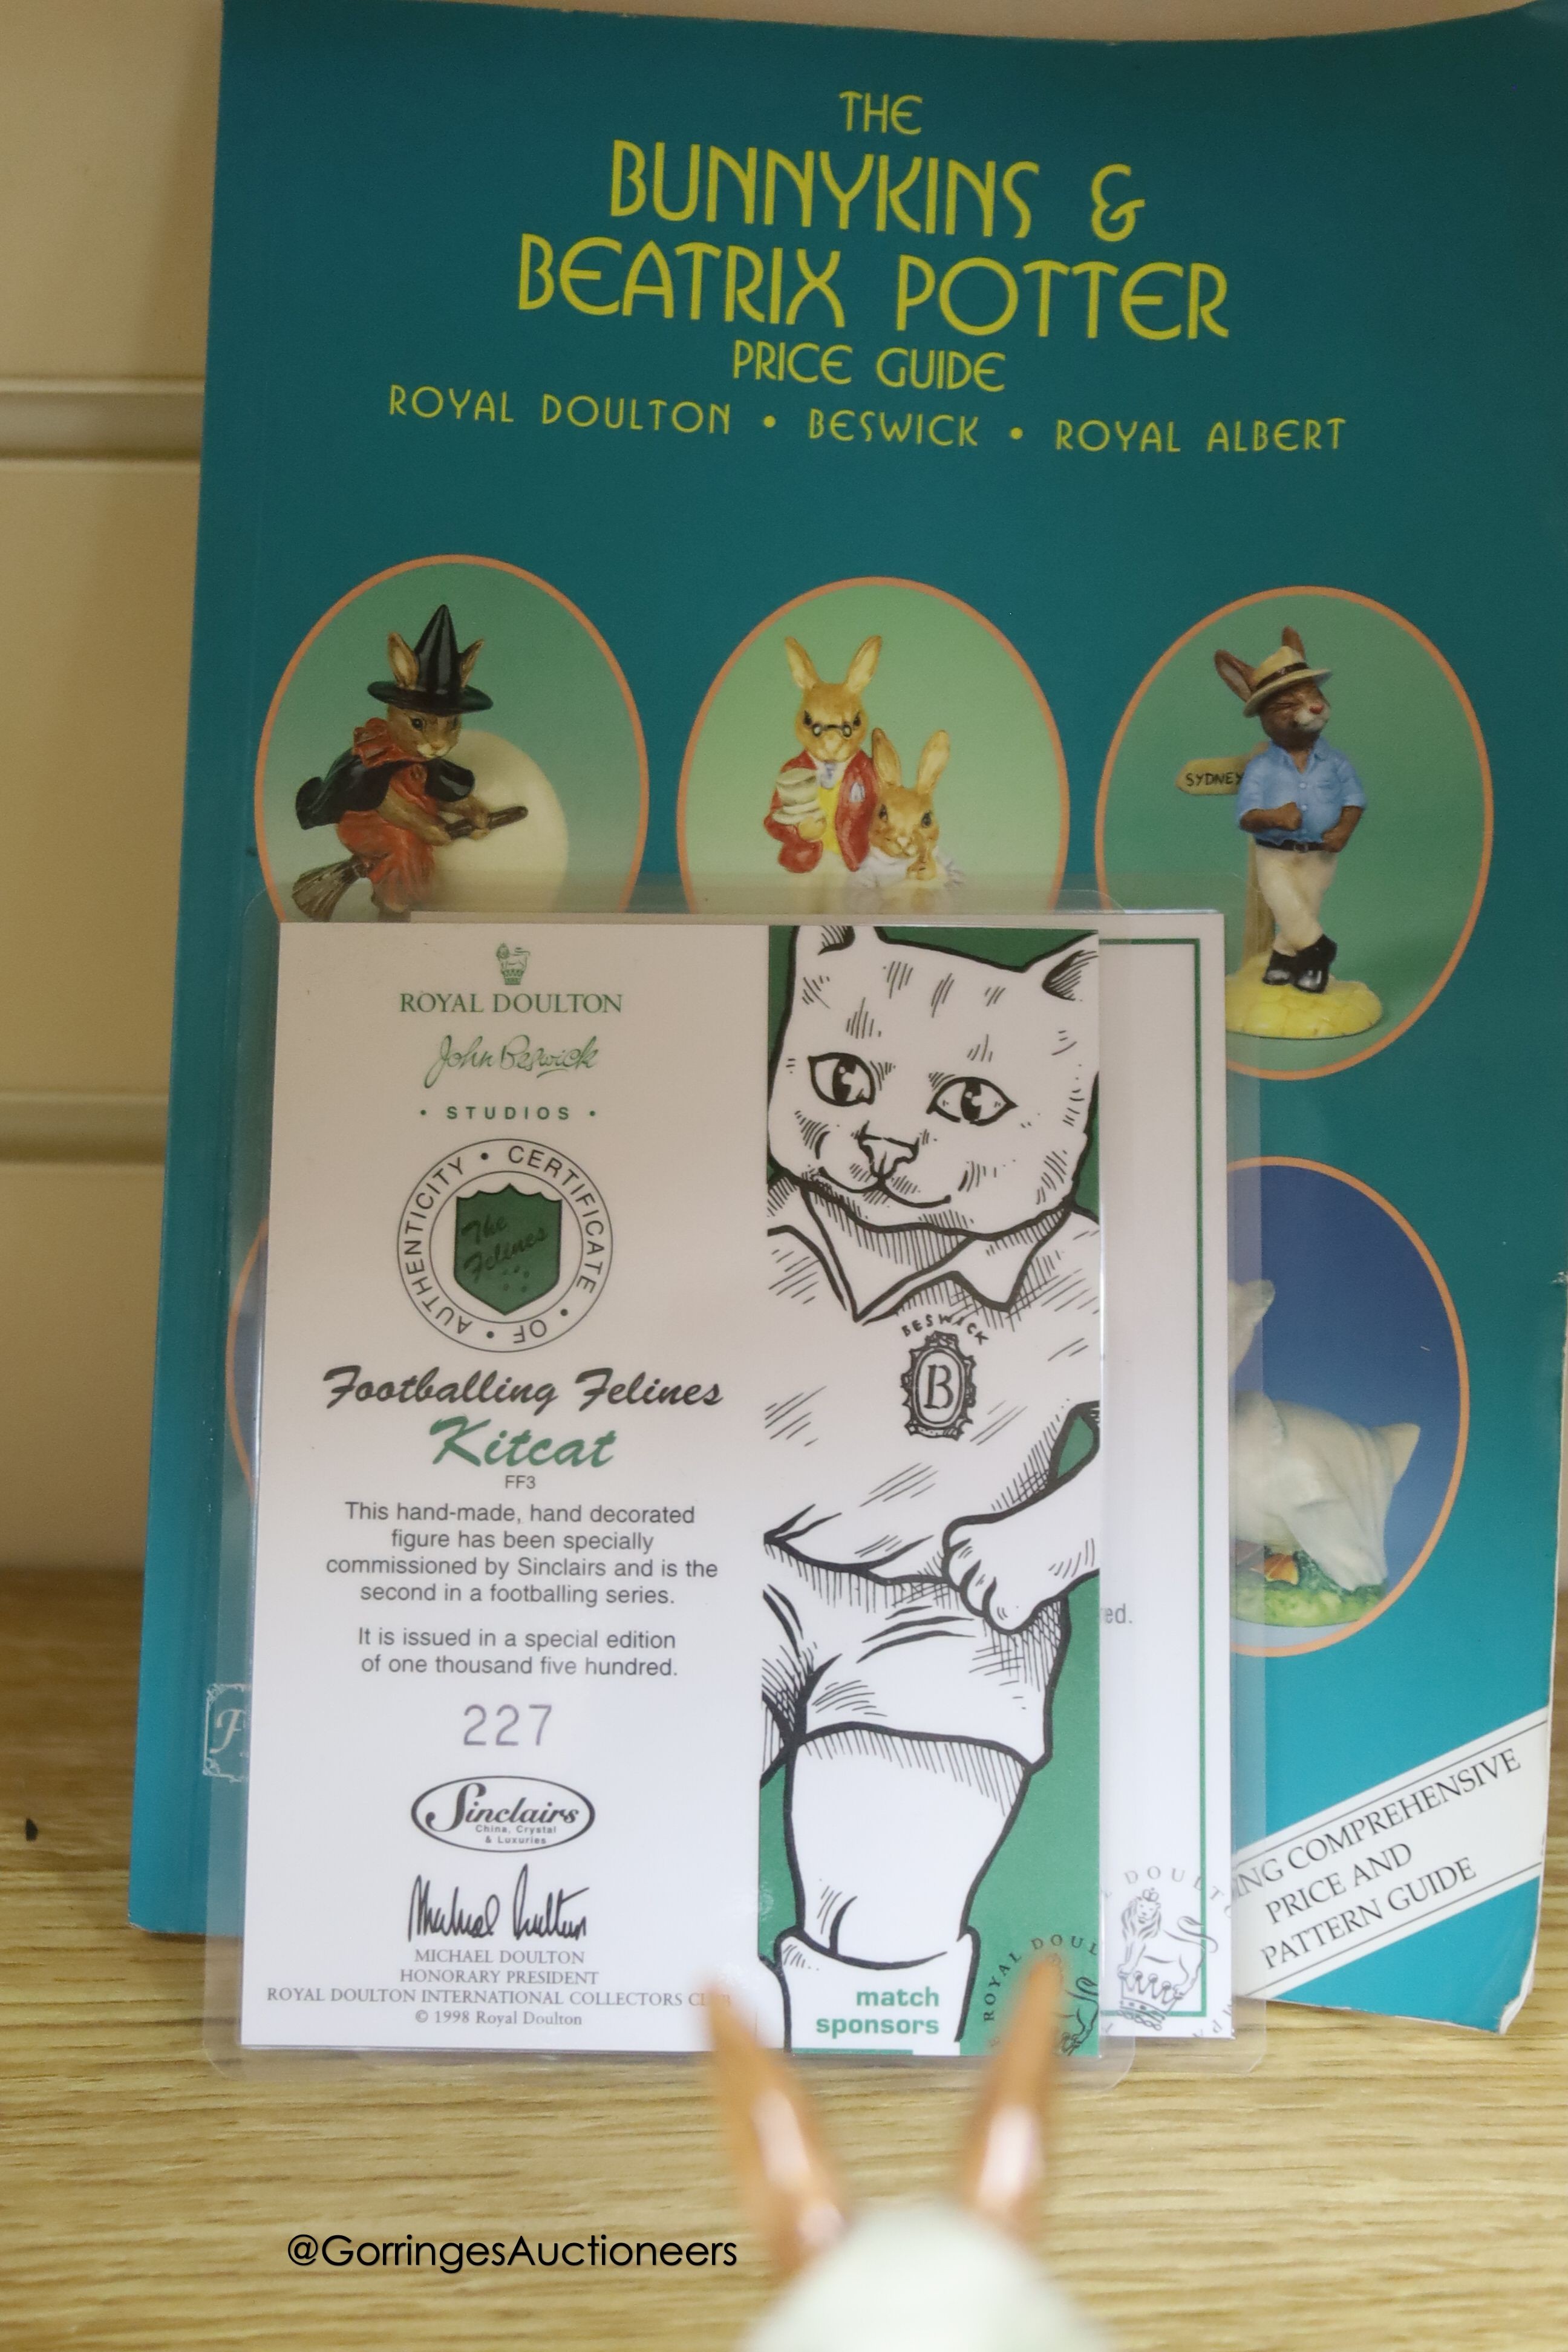 THE
BUNNYKINS &
BEATRIX POTTER
PRICE GUIDE
ROYAL DOULTON • BESWICK • ROYAL ALBERT
SYDNEY
ROYAL DOULTON
John Beswick
• STUDIOS •
CERTIFICATE • OF • AUTHENTICITY •
The
Felines
Footballing Felines
Kitcat
FF3
This hand-made, hand decorated
figure has been specially
commissioned by Sinclairs and is the
second in a footballing series.
It is issued in a special edition
of one thousand five hundred.
227
Sinclairs
China, Crystal
& Luxuries
Michael Doulton
MICHAEL DOULTON
HONORARY PRESIDENT
ROYAL DOULTON INTERNATIONAL COLLECTORS
© 1998 Royal Doulton
BESWICK
B
match
sponsors
ROYAL DOUL
ed.
DOULT
ING COMPREHENSIVE
PRICE AND
PATTERN GUIDE
@GorringesAuctioneers